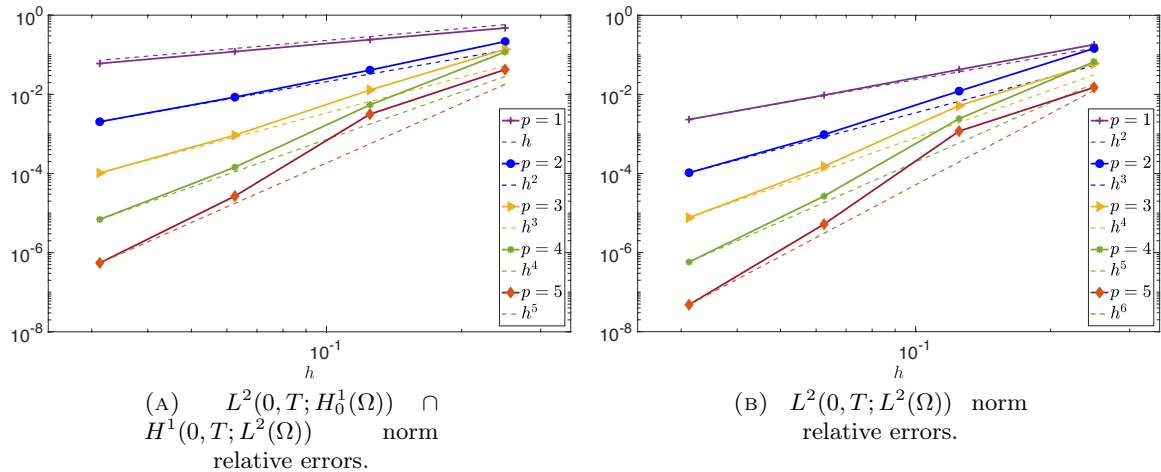 10^0
10^-2
10^-4
10^-6
10^-8
10^-1
h
p = 1
h
p = 2
h^2
p = 3
h^3
p = 4
h^4
p = 5
h^5
(A) L^2(0, T; H_0^1(Ω)) ∩
H^1(0, T; L^2(Ω)) norm
relative errors.
10^0
10^-2
10^-4
10^-6
10^-8
10^-1
h
p = 1
h^2
p = 2
h^3
p = 3
h^4
p = 4
h^5
p = 5
h^6
(B) L^2(0, T; L^2(Ω)) norm
relative errors.